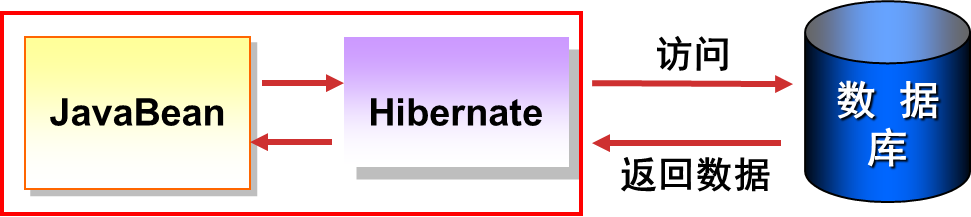 JavaBean
Hibernate
访问
返回数据
数 据
库